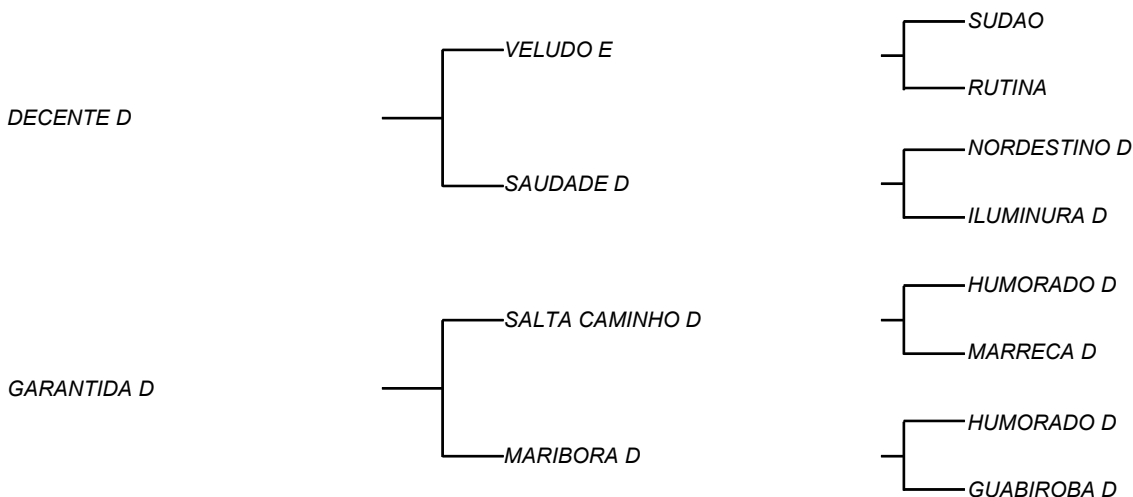 SUDAO
VELUDO E
RUTINA
DECENTE D
NORDESTINO D
SAUDADE D
ILUMINURA D
HUMORADO D
SALTA CAMINHO D
MARRECA D
GARANTIDA D
HUMORADO D
MARIBORA D
GUABIROBA D